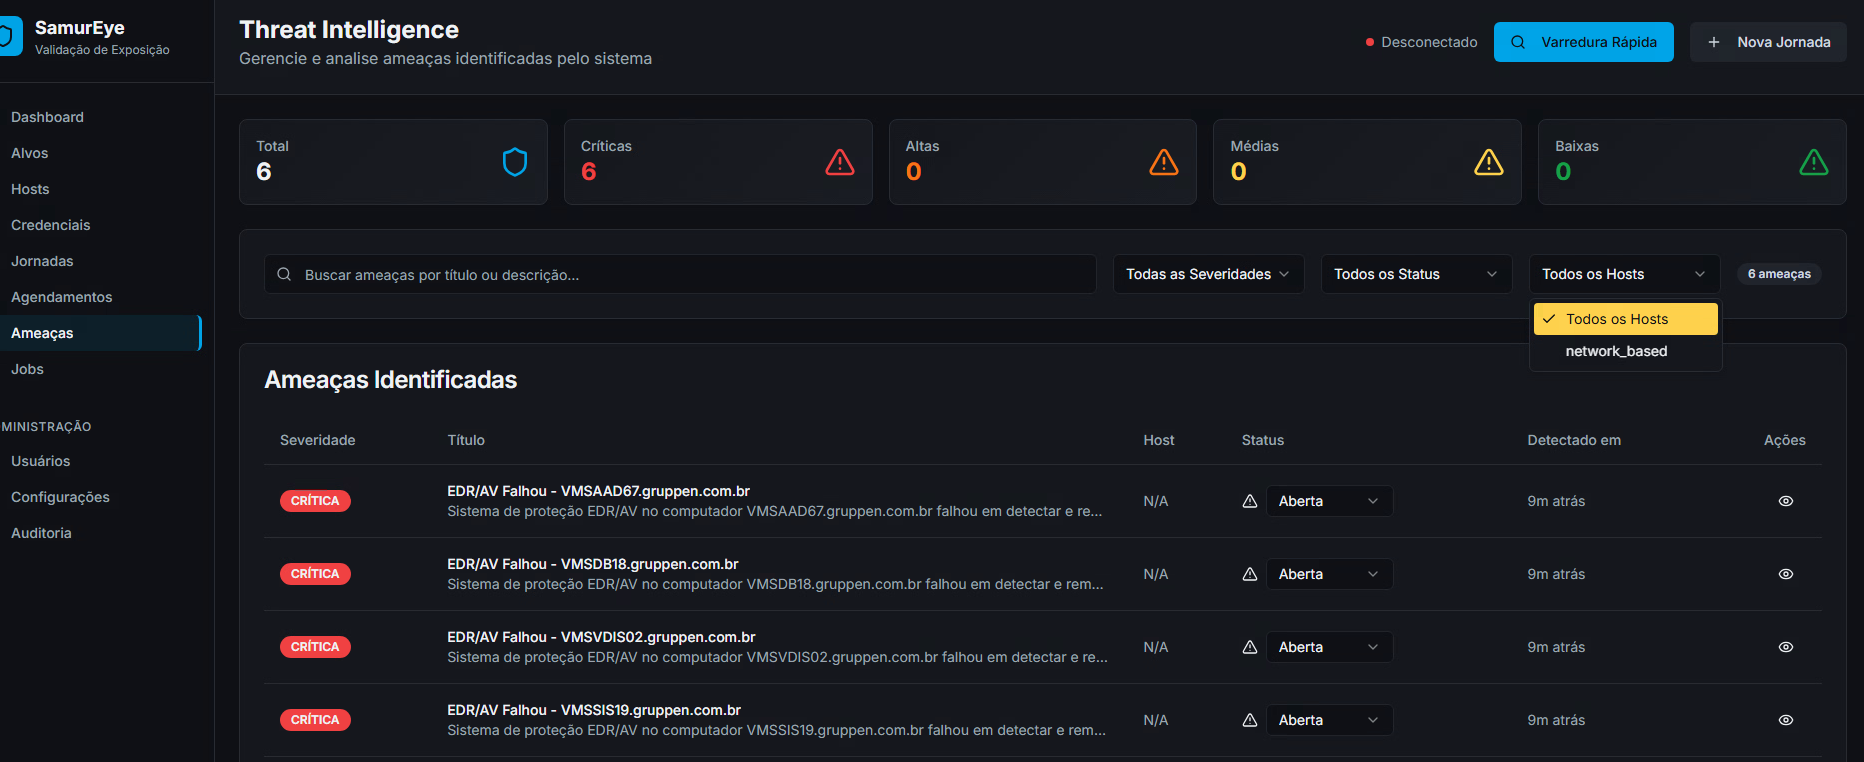 SamurEye
Validação de Exposição
Dashboard
Alvos
Hosts
Credenciais
Jornadas
Agendamentos
Ameaças
Jobs
MINISTRAÇÃO
Usuários
Configurações
Auditoria
Threat Intelligence
Gerencie e analise ameaças identificadas pelo sistema
Desconectado
Varredura Rápida
Nova Jornada
Total
6
Críticas
6
Altas
0
Médias
0
Baixas
0
Buscar ameaças por título ou descrição...
Todas as Severidades
Todos os Status
Todos os Hosts
6 ameaças
Todos os Hosts
network_based
Ameaças Identificadas
Severidade Título Host Status Detectado em Ações
CRÍTICA
EDR/AV Falhou - VMSAAD67.gruppen.com.br
Sistema de proteção EDR/AV no computador VMSAAD67.gruppen.com.br falhou em detectar e re...
N/A Aberta 9m atrás
CRÍTICA
EDR/AV Falhou - VMSDB18.gruppen.com.br
Sistema de proteção EDR/AV no computador VMSDB18.gruppen.com.br falhou em detectar e rem...
N/A Aberta 9m atrás
CRÍTICA
EDR/AV Falhou - VMSVDIS02.gruppen.com.br
Sistema de proteção EDR/AV no computador VMSVDIS02.gruppen.com.br falhou em detectar e re...
N/A Aberta 9m atrás
CRÍTICA
EDR/AV Falhou - VMSSIS19.gruppen.com.br
Sistema de proteção EDR/AV no computador VMSSIS19.gruppen.com.br falhou em detectar e rem...
N/A Aberta 9m atrás